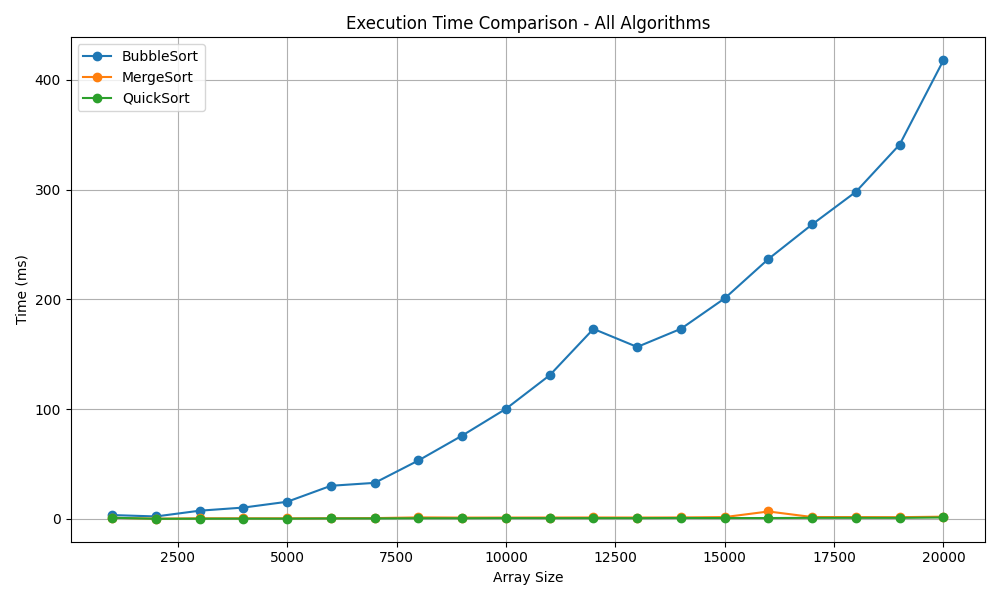 Execution Time Comparison - All Algorithms
BubbleSort
MergeSort
QuickSort
Time (ms)
400
300
200
100
0
2500 5000 7500 10000 12500 15000 17500 20000
Array Size